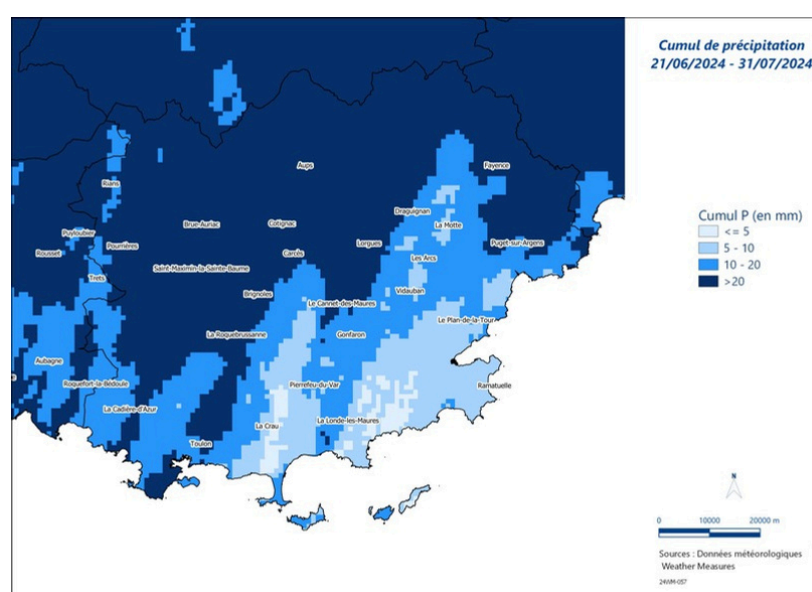 Cumul de précipitation
21/06/2024 - 31/07/2024
Aups
Fayence
Rians
Draguignan
Brue-Auriac
Cotignac
La Motte
Puyloubier
Pourrières
Lorgues
Puget-sur-Argens
Rousset
Carcès
Les Arcs
Saint-Maximin-la-Sainte-Baume
Trets
Brignoles
Vidauban
Le Cannet-des-Maures
Le Plan-de-la-Tour
La Roquebrussanne
Gonfaron
Aubagne
Roquefort-la-Bédoule
Pierrefeu-du-Var
Ramatuelle
La Cadière-d'Azur
La Londe-les-Maures
La Crau
Toulon
Cumul P (en mm)
<= 5
5 - 10
10 - 20
>20
N
0 10000 20000 m
Sources : Données météorologiques
Weather Measures
24WM-057